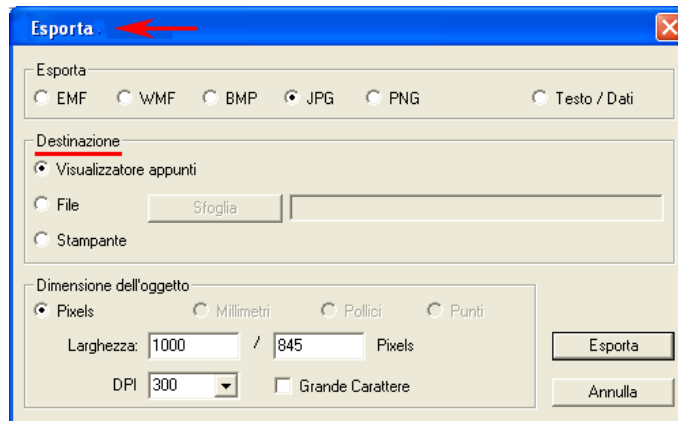 Esporta
Esporta
EMF WMF BMP JPG PNG Testo / Dati
Destinazione
Visualizzatore appunti
File Sfoglia
Stampante
Dimensione dell'oggetto
Pixels Millimetri Pollici Punti
Larghezza: 1000 / 845 Pixels Esporta
DPI 300 Grande Carattere Annulla